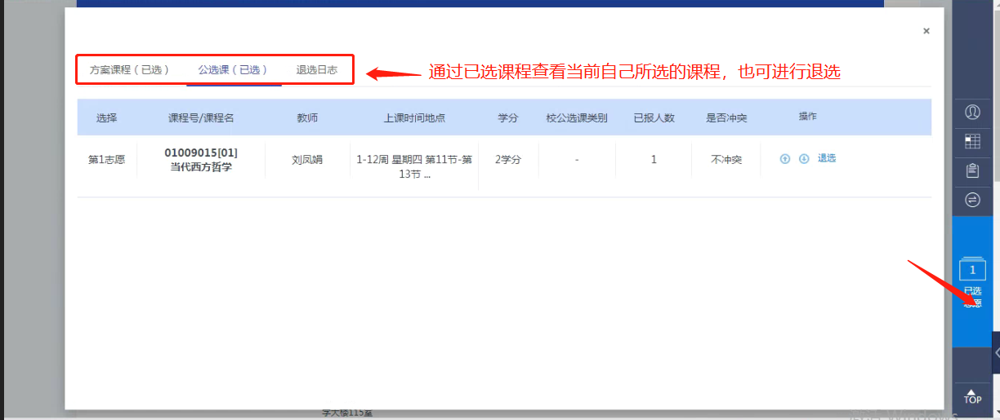 ×
方案课程（已选）
公选课（已选）
退选日志
通过已选课程查看当前自己所选的课程，也可进行退选
选择
课程号/课程名
教师
上课时间地点
学分
校公选课类别
已报人数
是否冲突
操作
第1志愿
01009015[01]
当代西方哲学
刘凤娟
1-12周 星期四 第11节-第
13节 ...
2学分
-
1
不冲突
退选
1
已选
志愿
TOP
学大楼115室
Windows